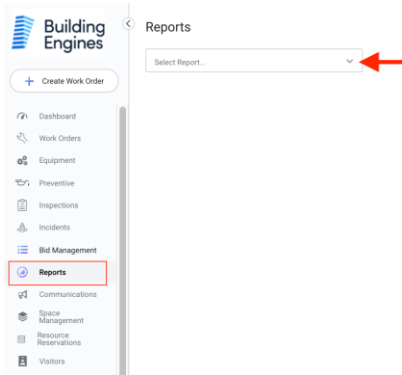 Building
Engines
Reports
Select Report...
Create Work Order
Dashboard
Work Orders
Equipment
Preventive
Inspections
Incidents
Bid Management
Reports
Communications
Space
Management
Resource
Reservations
Visitors